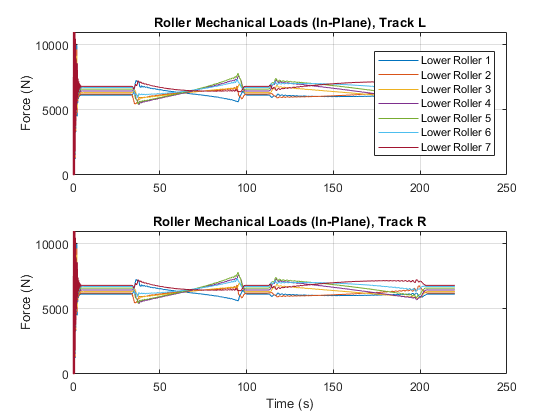 Roller Mechanical Loads (In-Plane), Track L
Force (N)
10000
5000
0
Lower Roller 1
Lower Roller 2
Lower Roller 3
Lower Roller 4
Lower Roller 5
Lower Roller 6
Lower Roller 7
0 50 100 150 200 250
Roller Mechanical Loads (In-Plane), Track R
Force (N)
10000
5000
0
0 50 100 150 200 250
Time (s)